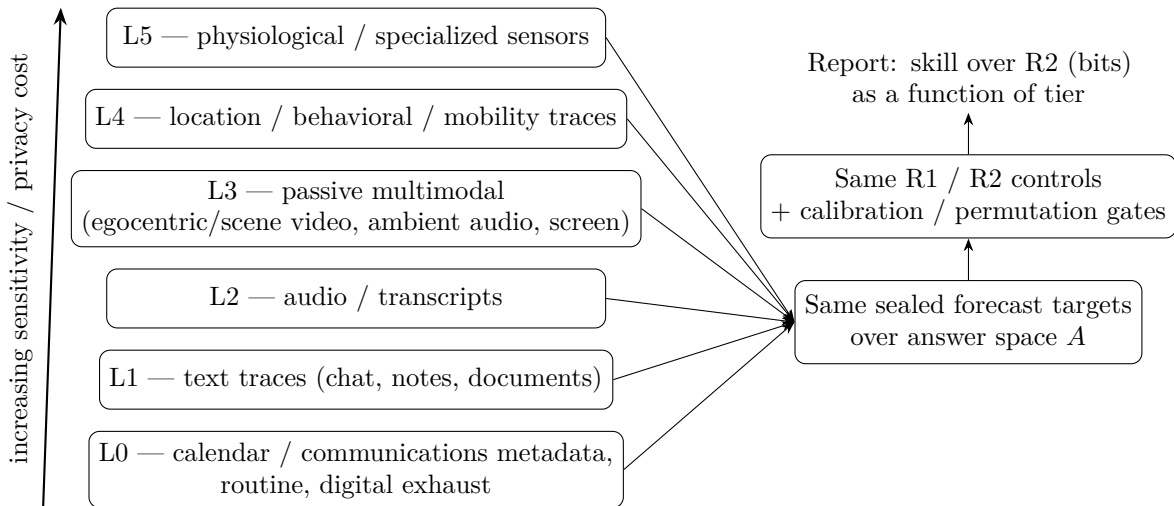 increasing sensitivity / privacy cost
L5 — physiological / specialized sensors
L4 — location / behavioral / mobility traces
L3 — passive multimodal
(egocentric/scene video, ambient audio, screen)
L2 — audio / transcripts
L1 — text traces (chat, notes, documents)
L0 — calendar / communications metadata,
routine, digital exhaust
Report: skill over R2 (bits)
as a function of tier
Same R1 / R2 controls
+ calibration / permutation gates
Same sealed forecast targets
over answer space A